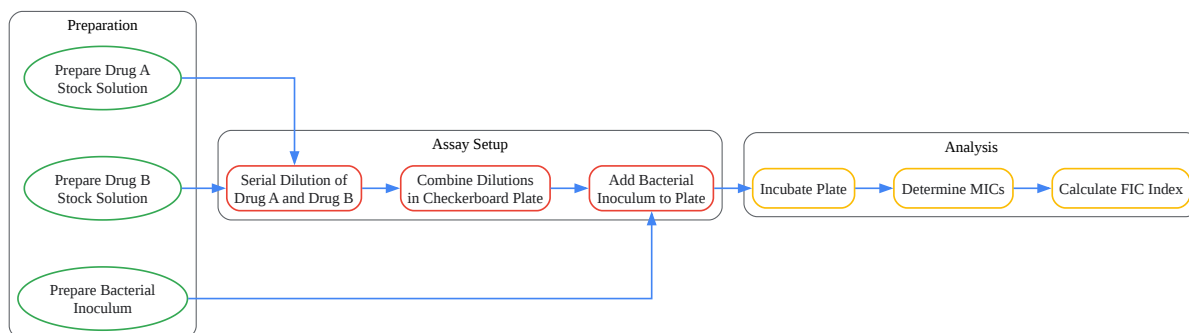 Preparation
Prepare Drug A
Stock Solution
Prepare Drug B
Stock Solution
Prepare Bacterial
Inoculum
Assay Setup
Serial Dilution of
Drug A and Drug B
Combine Dilutions
in Checkerboard Plate
Add Bacterial
Inoculum to Plate
Analysis
Incubate Plate
Determine MICs
Calculate FIC Index